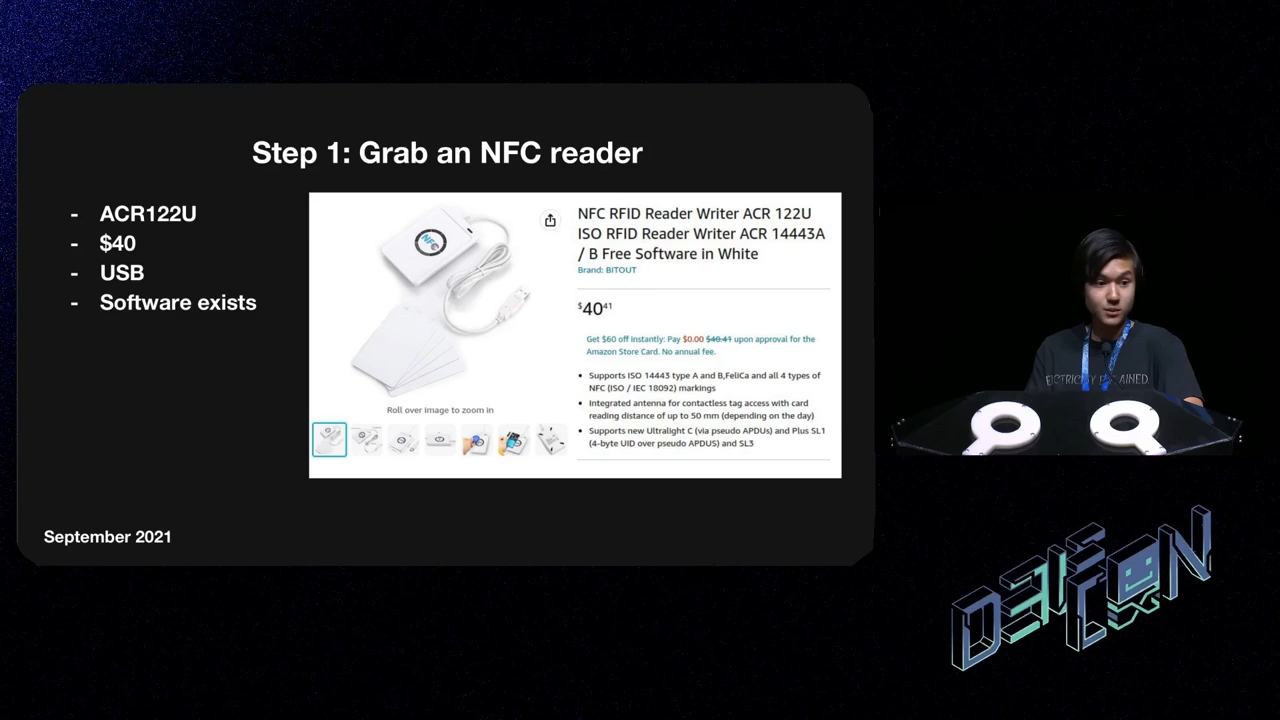 Step 1: Grab an NFC reader
- ACR122U
- $40
- USB
- Software exists
NFC
Roll over image to zoom in
NFC RFID Reader Writer ACR 122U
ISO RFID Reader Writer ACR 14443A
/ B Free Software in White
Brand: BITOUT
$4041
Get $60 off instantly: Pay $0.00 $40.41 upon approval for the
Amazon Store Card. No annual fee.
• Supports ISO 14443 type A and B,FeliCa and all 4 types of
NFC (ISO / IEC 18092) markings
• Integrated antenna for contactless tag access with card
reading distance of up to 50 mm (depending on the day)
• Supports new Ultralight C (via pseudo APDUs) and Plus SL1
(4-byte UID over pseudo APDUS) and SL3
September 2021
DEF
CON